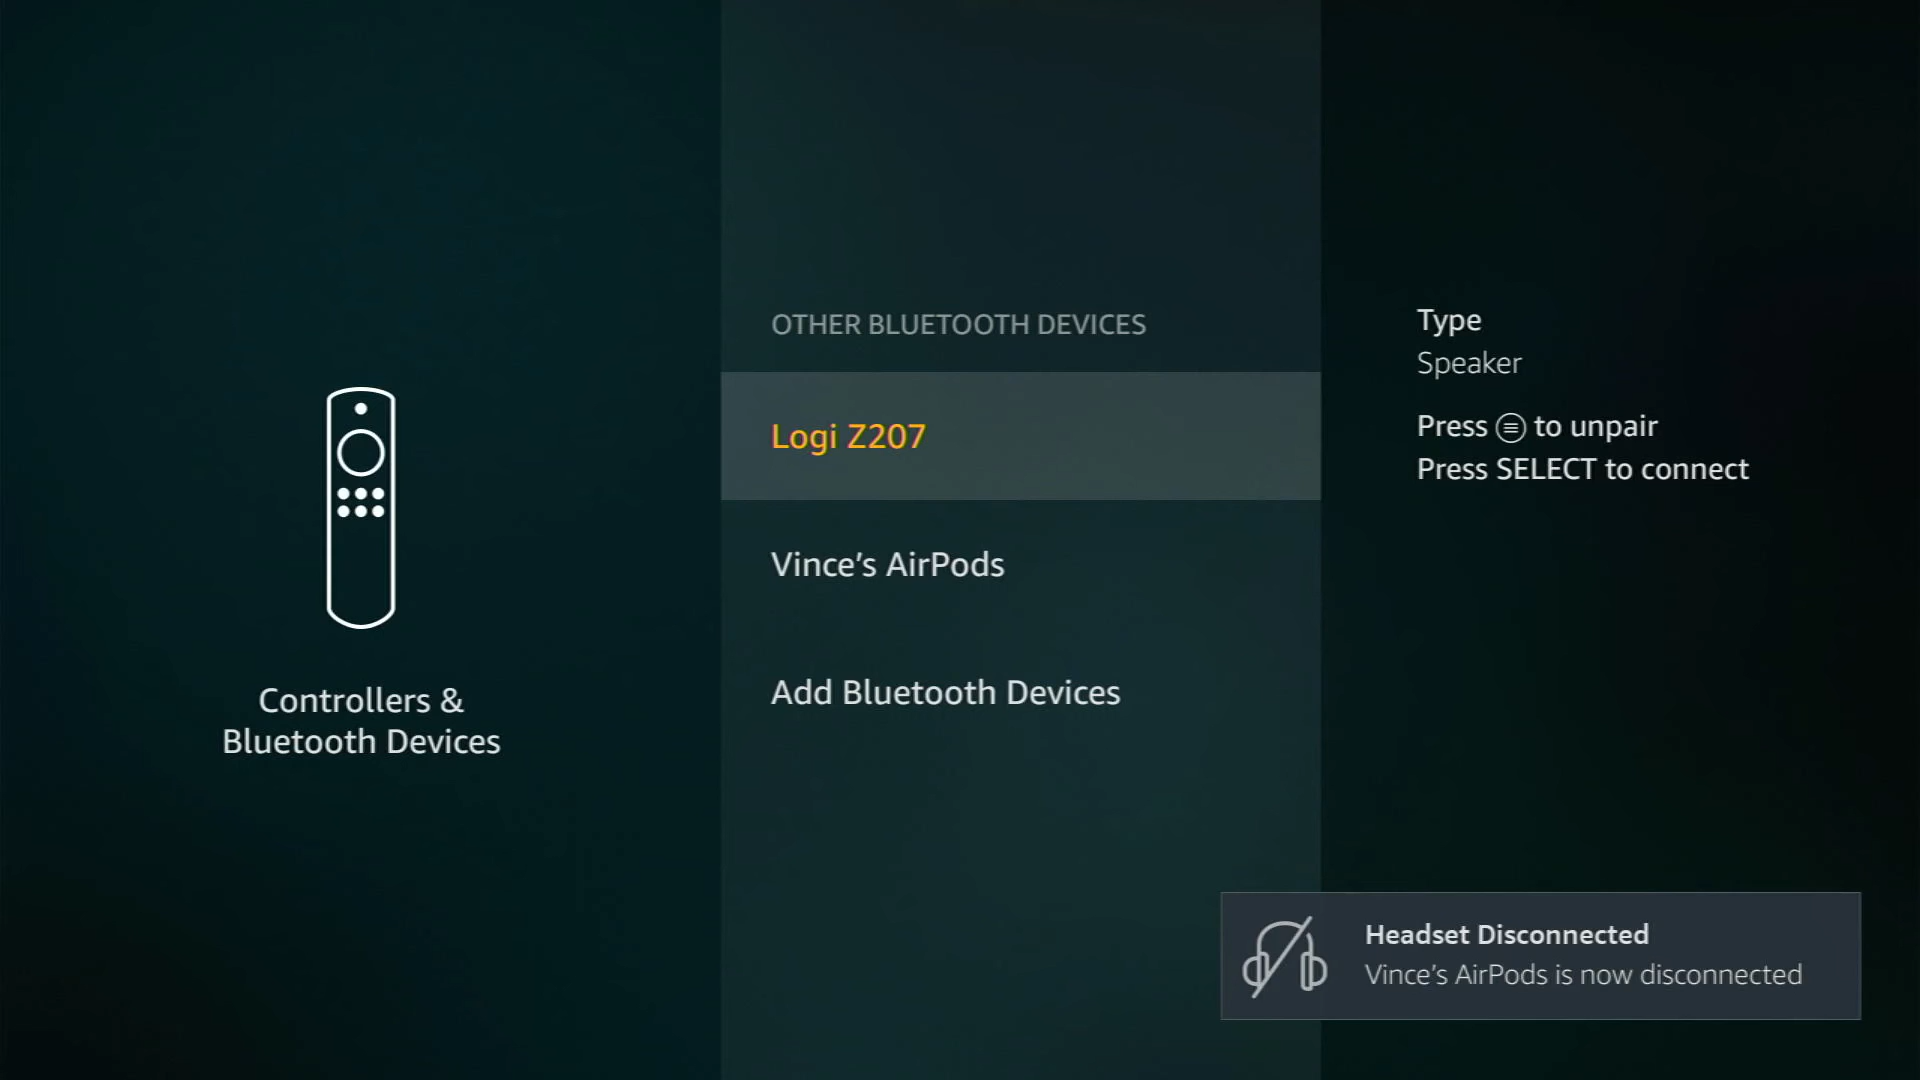 Controllers &
Bluetooth Devices
OTHER BLUETOOTH DEVICES
Logi Z207
Vince’s AirPods
Add Bluetooth Devices
Type
Speaker
Press to unpair
Press SELECT to connect
Headset Disconnected
Vince’s AirPods is now disconnected